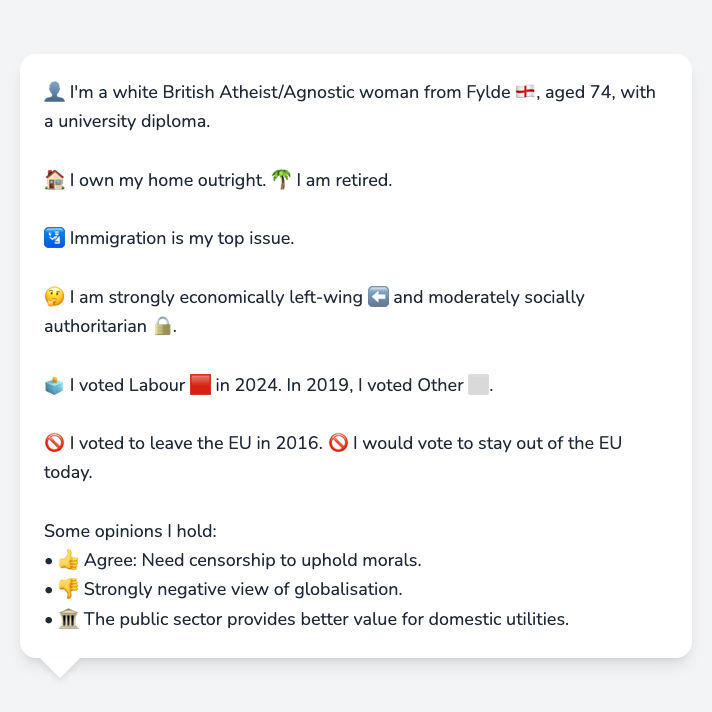 👤 I'm a white British Atheist/Agnostic woman from Fylde 🏴󠁧󠁢󠁥󠁮󠁧󠁿, aged 74, with
a university diploma.
🏠 I own my home outright. 🌴 I am retired.
🛂 Immigration is my top issue.
🤔 I am strongly economically left-wing ⬅️ and moderately socially
authoritarian 🔒.
🗳️ I voted Labour 🟥 in 2024. In 2019, I voted Other ⬜.
🚫 I voted to leave the EU in 2016. 🚫 I would vote to stay out of the EU
today.
Some opinions I hold:
• 👍 Agree: Need censorship to uphold morals.
• 👎 Strongly negative view of globalisation.
• 🏛️ The public sector provides better value for domestic utilities.